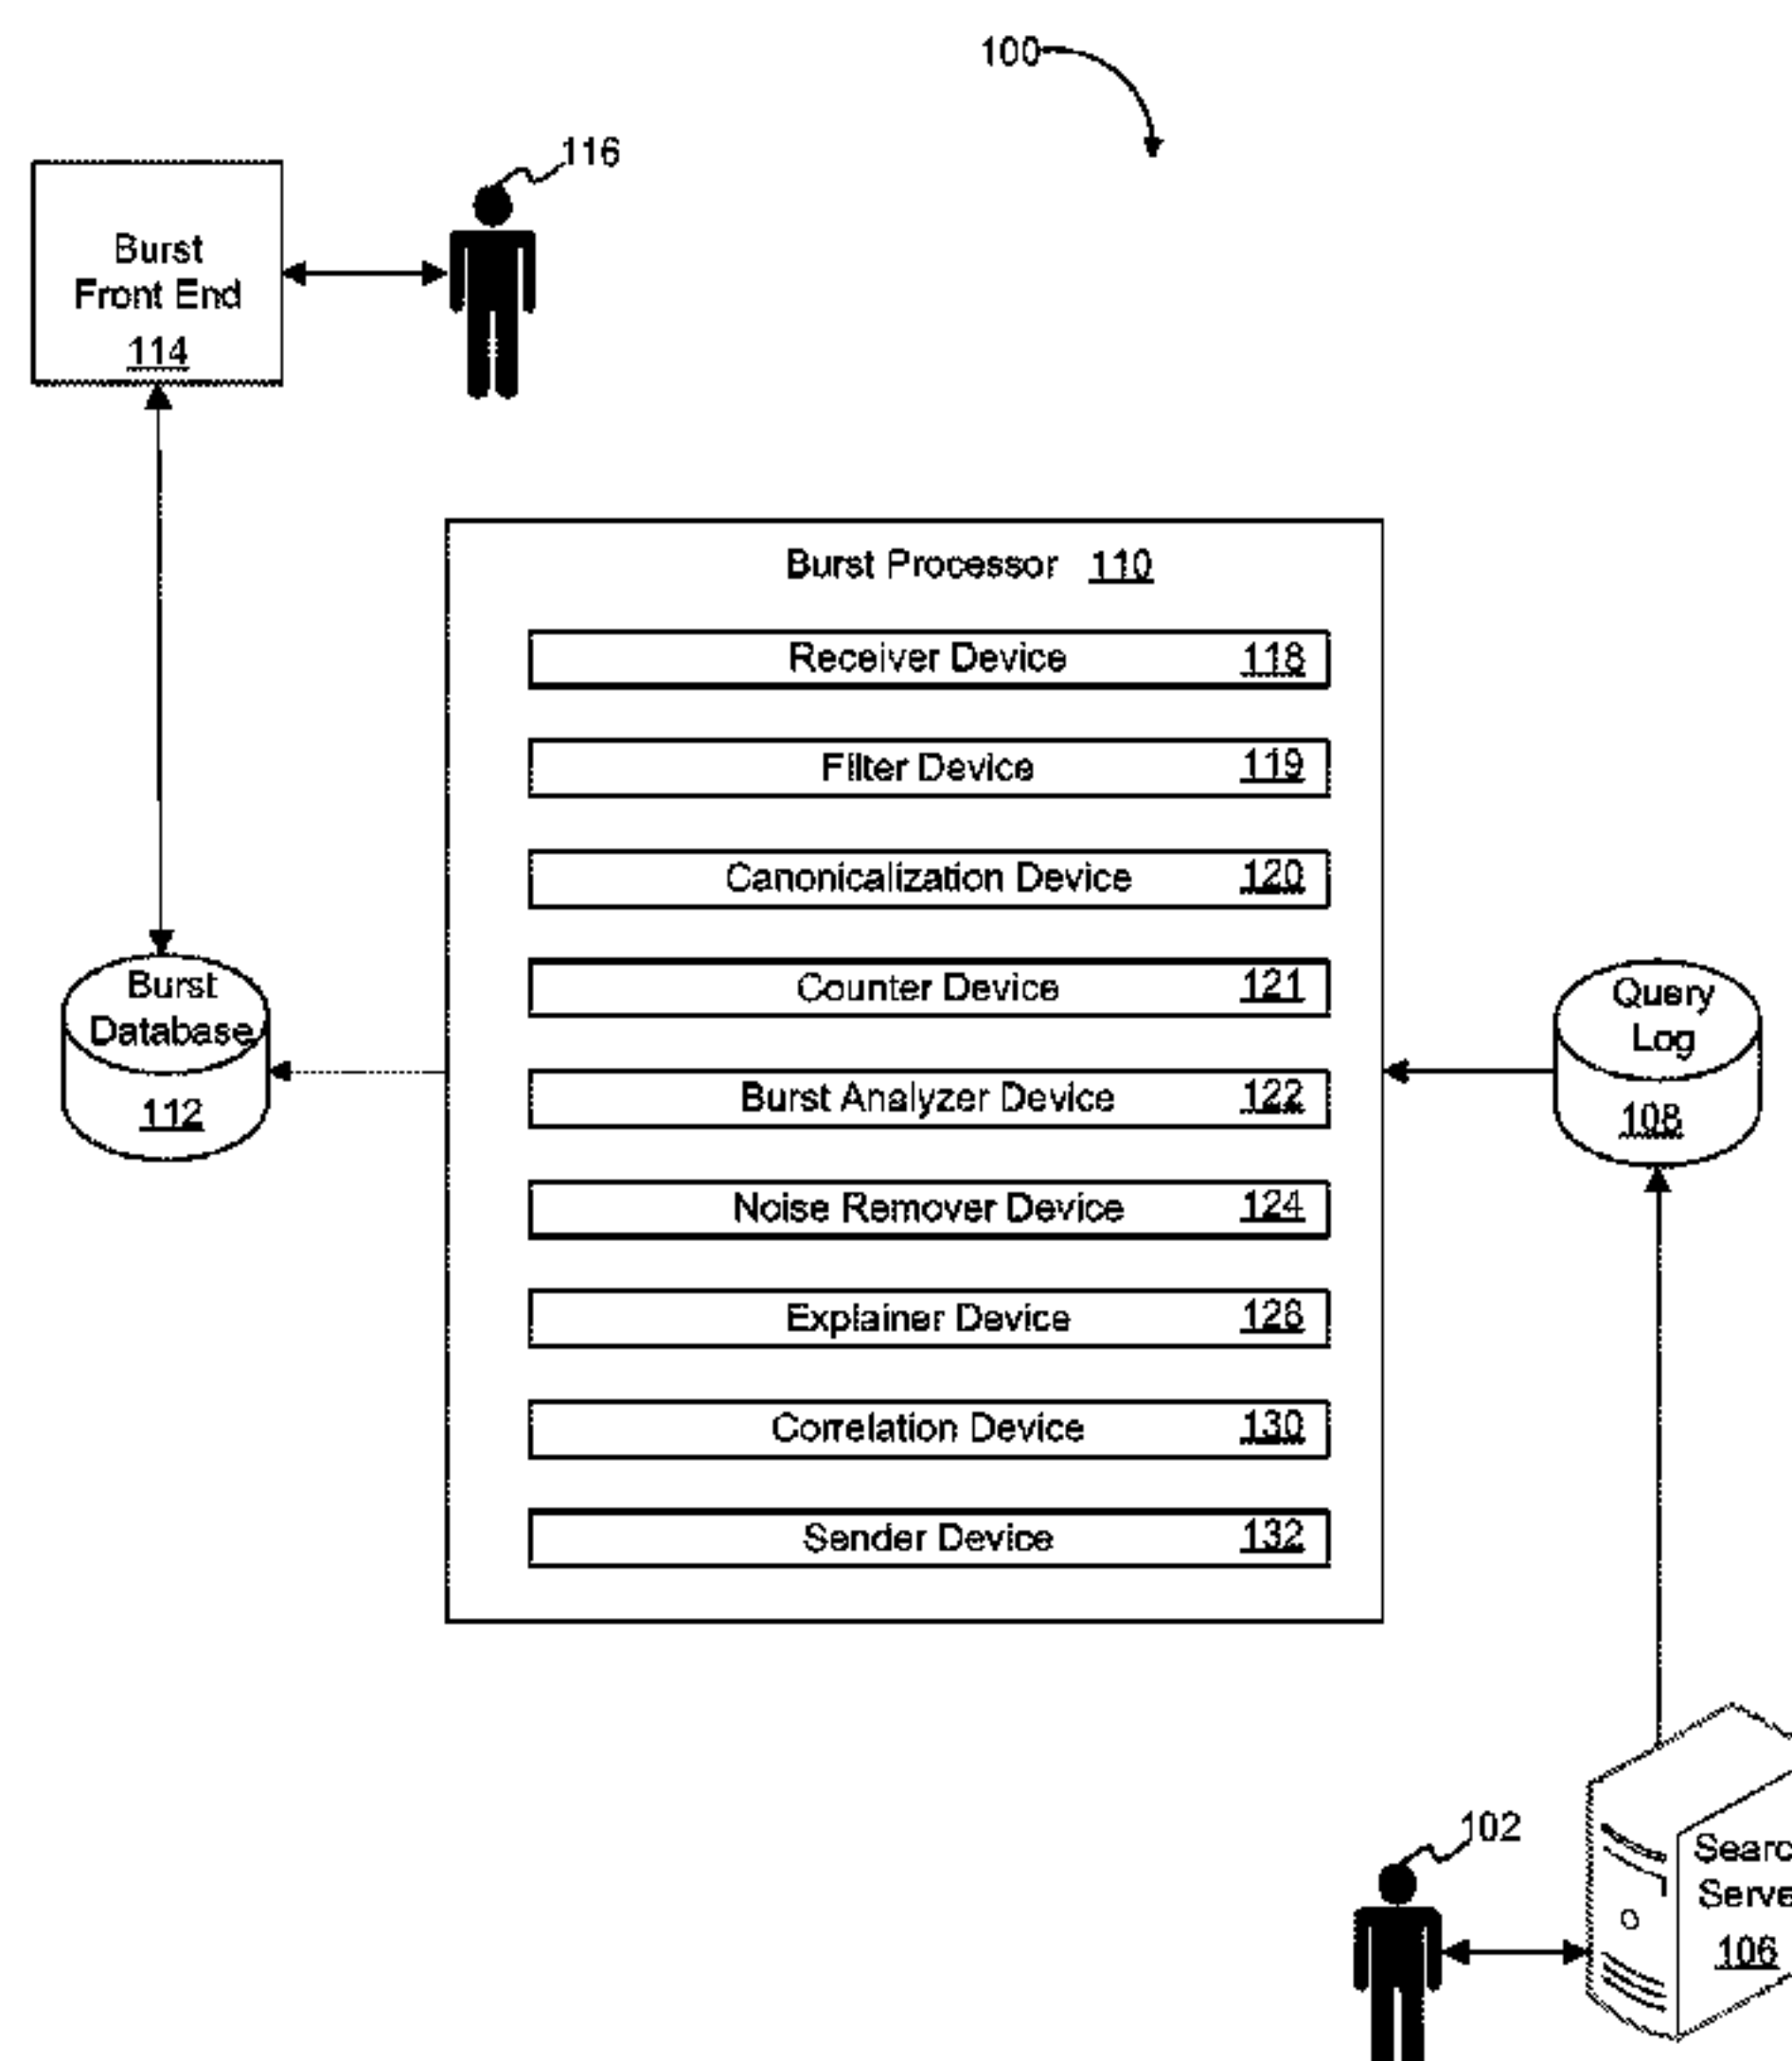 100
116
Burst
Front End
114
Burst Processor 110
Receiver Device 118
Filter Device 119
Canonicalization Device 120
Counter Device 121
Burst Analyzer Device 122
Noise Remover Device 124
Explainer Device
Correlation Device 130
Sender Device 132
Burst
Database
112
Query
Log
108
102
Searc
Serve
106